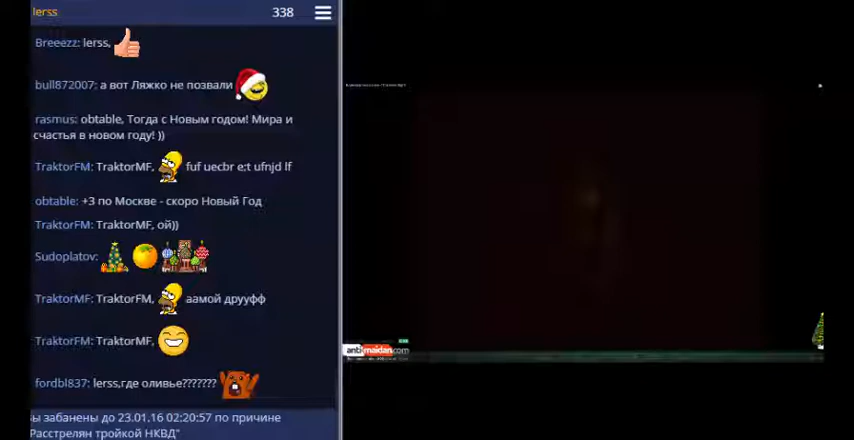 lerss
338
Breeezz: lerss,
bull872007: а вот Ляжко не позвали
rasmus: obtable, Тогда с Новым годом! Мира и
счастья в новом году! ))
TraktorFM: TraktorMF, fuf uecbr e;t ufnjd !f
obtable: +3 по Москве - скоро Новый Год
TraktorFM: TraktorMF, ой))
Sudoplatov:
TraktorMF: TraktorFM, аамой друуфф
TraktorFM: TraktorMF,
fordbl837: lerss,где оливье???????
ы забанены до 23.01.16 02:20:57 по причине
Расстрелян тройкой НКВД"
antimaidan.com